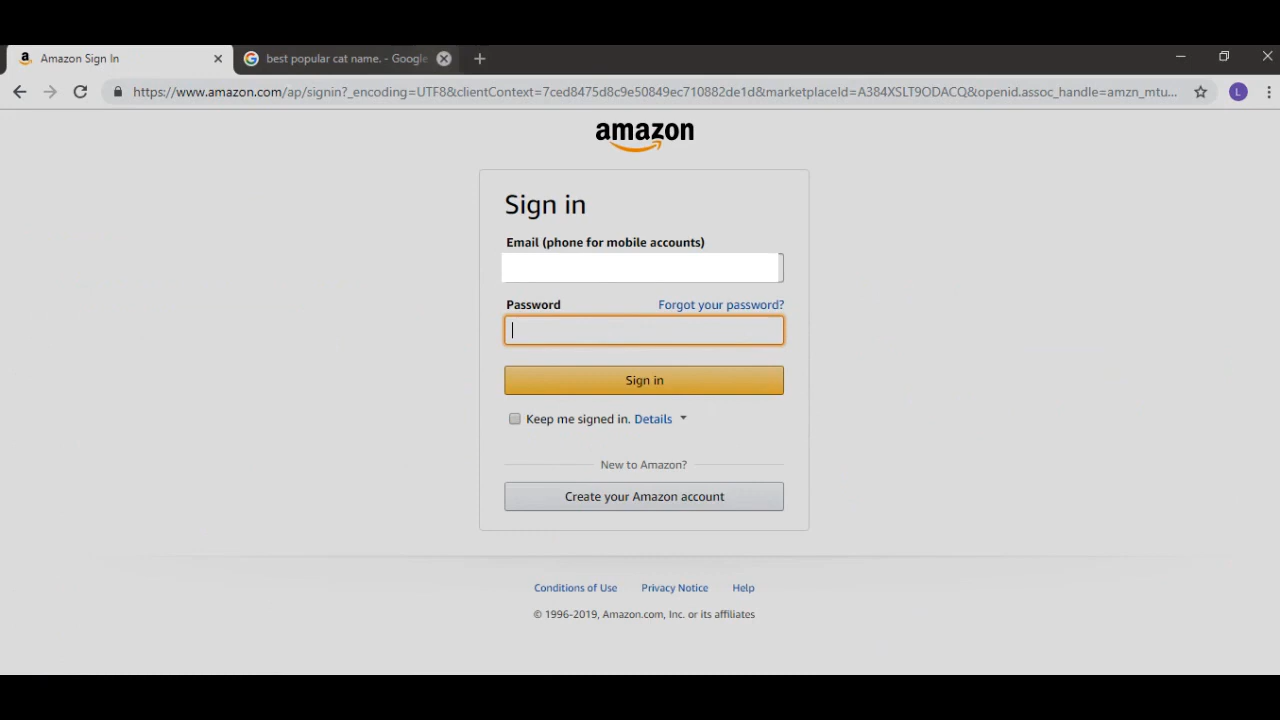 Amazon Sign In
best popular cat name. - Google
https://www.amazon.com/ap/signin?_encoding=UTF8&clientContext=7ced8475d8c9e50849ec710882de1d&marketplaceId=A384XSLT9ODACQ&openid.assoc_handle=amzn_mtu...
L
amazon
Sign in
Email (phone for mobile accounts)
Password Forgot your password?
Sign in
Keep me signed in. Details
New to Amazon?
Create your Amazon account
Conditions of Use Privacy Notice Help
© 1996-2019, Amazon.com, Inc. or its affiliates